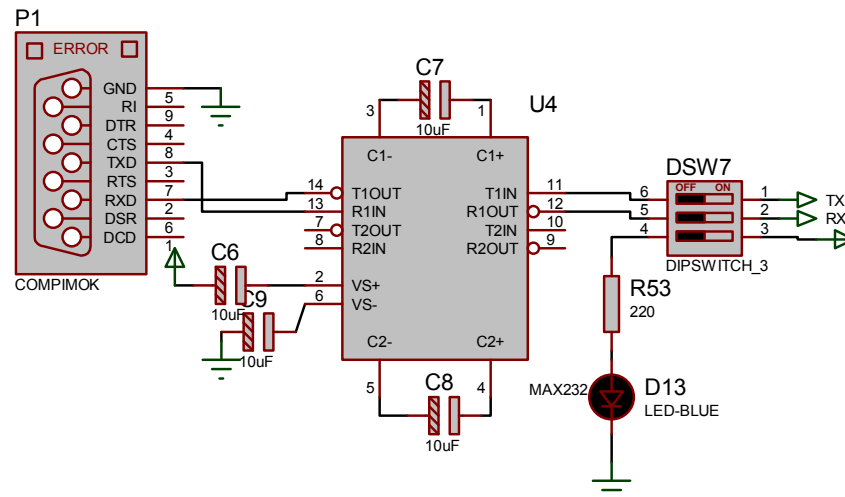 P1
ERROR
GND
RI
DTR
CTS
TXD
RTS
RXD
DSR
DCD
5
9
4
8
3
7
2
6
1
COMPIMOK
C7
10uF
3
1
U4
C1-
C1+
14
13
7
8
2
6
T1OUT
R1IN
T2OUT
R2IN
VS+
VS-
T1IN
R1OUT
T2IN
R2OUT
11
12
10
9
C2-
C2+
5
4
MAX232
C6
10uF
C9
10uF
C8
10uF
DSW7
OFF ON
6
5
4
1
2
3
DIPSWITCH_3
TX
RX
R53
220
D13
LED-BLUE